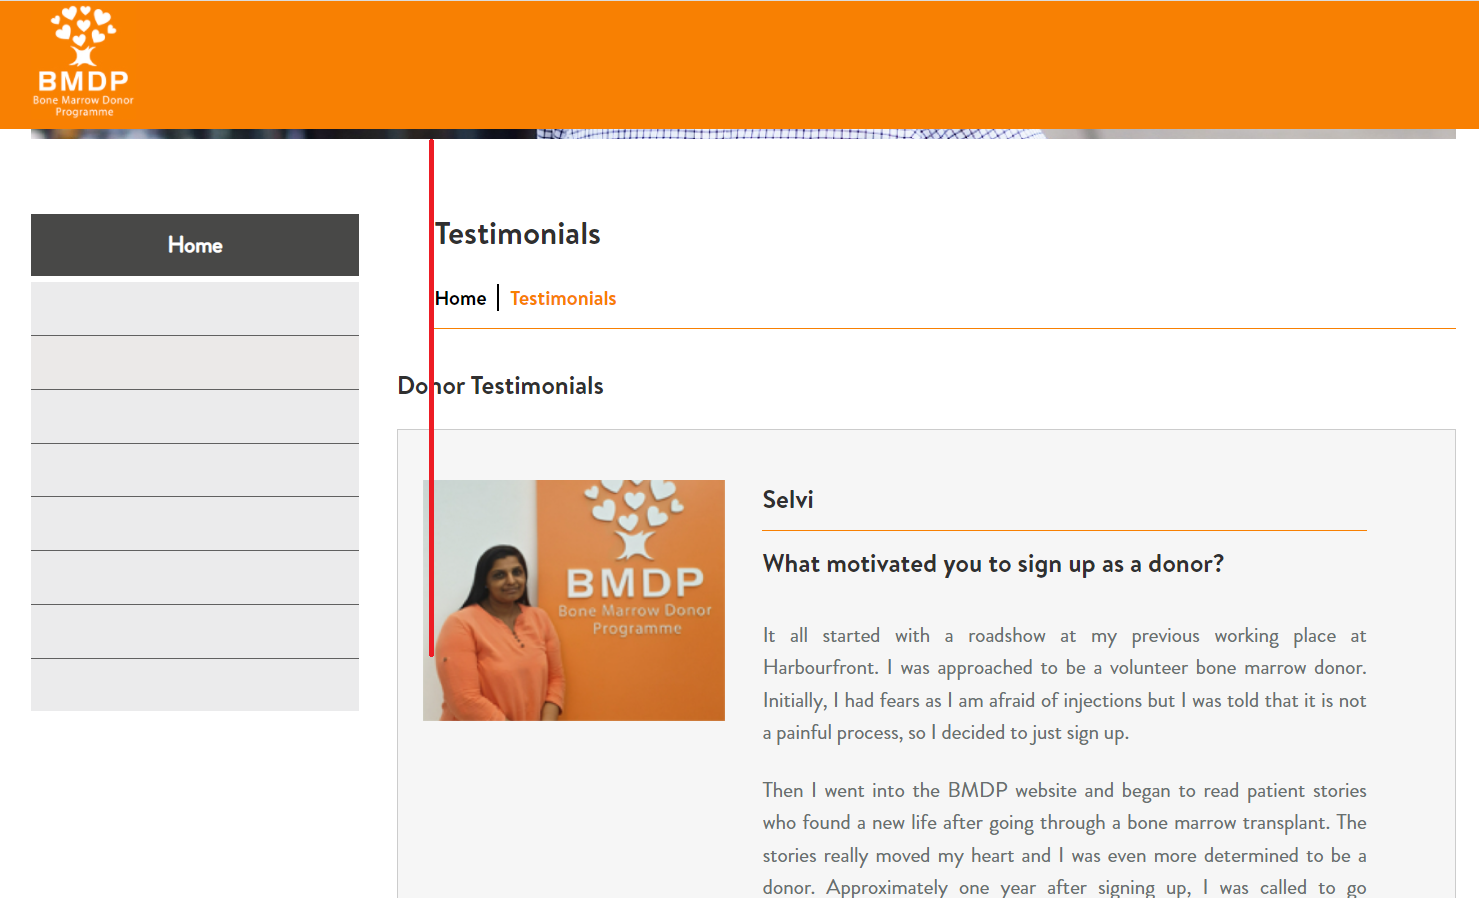 BMDP
Bone Marrow Donor
Programme
Home
Testimonials
Home | Testimonials
Donor Testimonials
BMDP
Bone Marrow Donor
Programme
Selvi
What motivated you to sign up as a donor?
It all started with a roadshow at my previous working place at
Harbourfront. I was approached to be a volunteer bone marrow donor.
Initially, I had fears as I am afraid of injections but I was told that it is not
a painful process, so I decided to just sign up.
Then I went into the BMDP website and began to read patient stories
who found a new life after going through a bone marrow transplant. The
stories really moved my heart and I was even more determined to be a
donor. Approximately one year after signing up, I was called to go